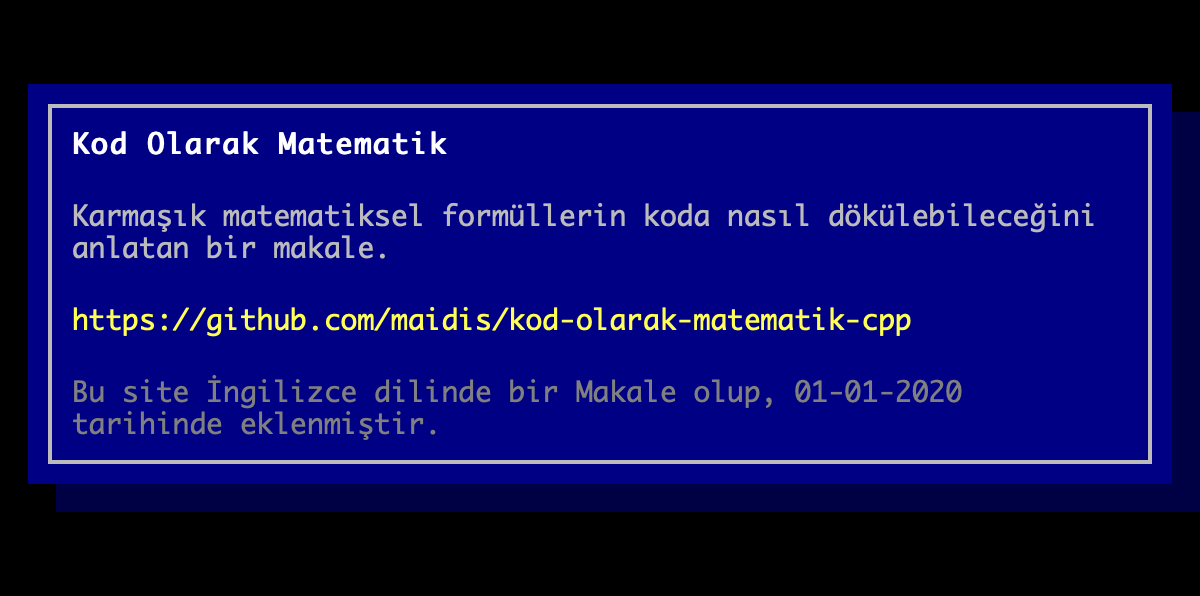 Kod Olarak Matematik
Karmaşık matematiksel formüllerin koda nasıl dökülebileceğini
anlatan bir makale.
https://github.com/maidis/kod-olarak-matematik-cpp
Bu site İngilizce dilinde bir Makale olup, 01-01-2020
tarihinde eklenmiştir.